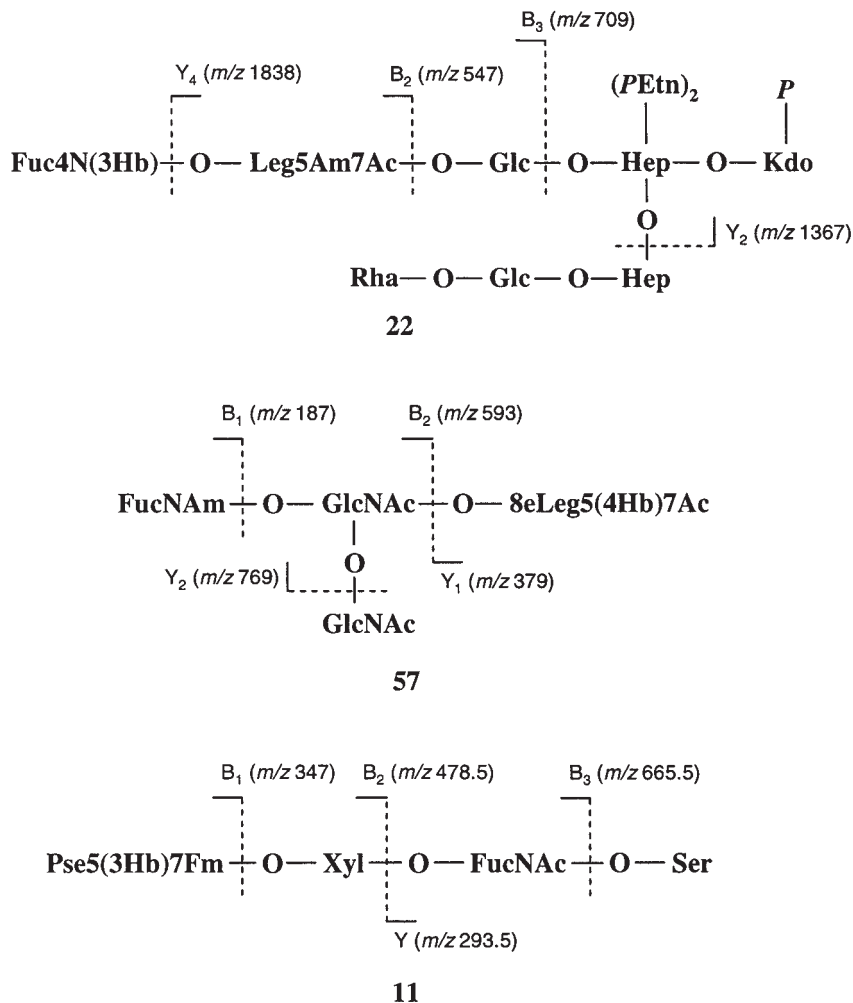 B₃ (m/z 709)
Y₄ (m/z 1838) B₂ (m/z 547) (PEtn)₂ P
Fuc4N(3Hb)—O—Leg5Am7Ac—O—Glc—O—Hep—O—Kdo
O
Y₂ (m/z 1367)
Rha—O—Glc—O—Hep
22
B₁ (m/z 187) B₂ (m/z 593)
FucNAm—O—GlcNAc—O—8eLeg5(4Hb)7Ac
O
Y₂ (m/z 769) Y₁ (m/z 379)
GlcNAc
57
B₁ (m/z 347) B₂ (m/z 478.5) B₃ (m/z 665.5)
Pse5(3Hb)7Fm—O—Xyl—O—FucNAc—O—Ser
Y (m/z 293.5)
11